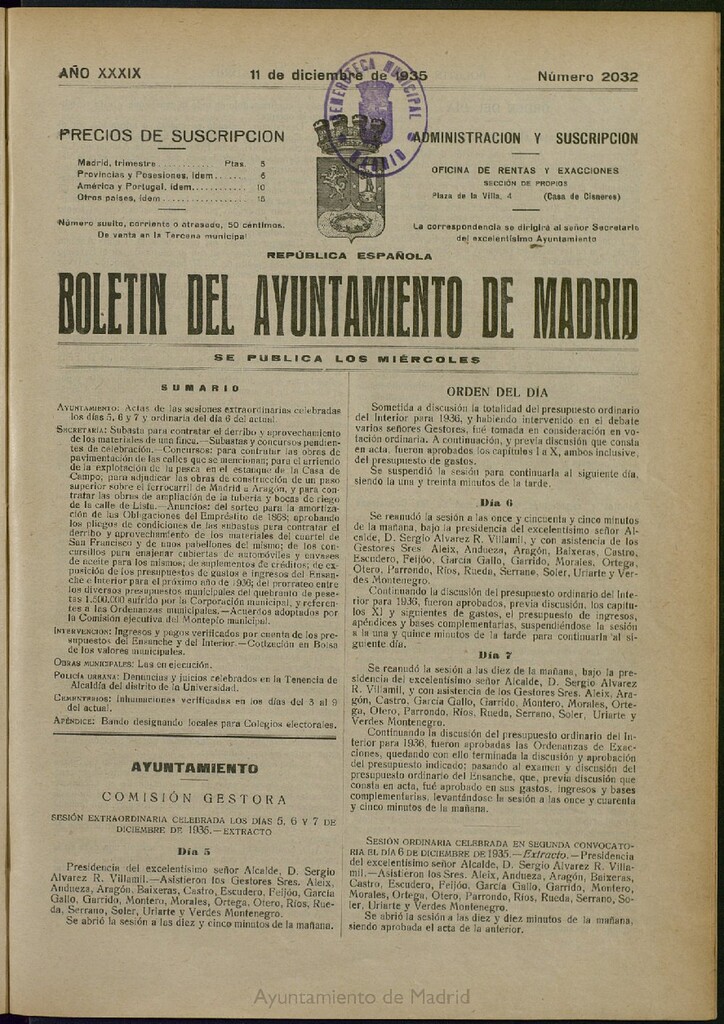 AÑO XXXIX
11 de diciembre de 1935
Número 2032
HEMEROTECA MUNICIPAL
MADRID
PRECIOS DE SUSCRIPCION
Madrid, trimestre ............ Ptas. 5
Provincias y Posesiones, ídem....... 6
América y Portugal, ídem............ 10
Otros países, ídem ................. 15
Número suelto, corriente o atrasado, 50 céntimos.
De venta en la Tercena municipal
ADMINISTRACION Y SUSCRIPCION
OFICINA DE RENTAS Y EXACCIONES
SECCIÓN DE PROPIOS
Plaza de la Villa, 4 (Casa de Cisneros)
La correspondencia se dirigirá al señor Secretario
del excelentísimo Ayuntamiento
REPÚBLICA ESPAÑOLA
BOLETIN DEL AYUNTAMIENTO DE MADRID
SE PUBLICA LOS MIÉRCOLES
SUMARIO
AYUNTAMIENTO: Actas de las sesiones extraordinarias celebradas
los días 5, 6 y 7 y ordinaria del día 6 del actual.
SECRETARÍA: Subasta para contratar el derribo y aprovechamiento
de los materiales de una finca.—Subastas y concursos pendien-
tes de celebración.—Concursos: para contratar las obras de
pavimentación de las calles que se mencionan; para el arriendo
de la explotación de la pesca en el estanque de la Casa de
Campo; para adjudicar las obras de construcción de un paso
superior sobre el ferrocarril de Madrid a Aragón, y para con-
tratar las obras de ampliación de la tubería y bocas de riego
de la calle de Lista.—Anuncios: del sorteo para la amortiza-
ción de las Obligaciones del Empréstito de 1868; aprobando
los pliegos de condiciones de las subastas para contratar el
derribo y aprovechamiento de los materiales del cuartel de
San Francisco y de unos pabellones del mismo; de los con-
cursillos para enajenar cubiertas de automóviles y envases
de aceite para los mismos; de suplementos de créditos; de ex-
posición de los presupuestos de gastos e ingresos del Ensan-
che e Interior para el próximo año de 1936; del prorrateo entre
los diversos presupuestos municipales del quebranto de pese-
tas 1.500.000 sufrido por la Corporación municipal, y referen-
tes a las Ordenanzas municipales.—Acuerdos adoptados por
la Comisión ejecutiva del Montepío municipal.
INTERVENCIÓN: Ingresos y pagos verificados por cuenta de los pre-
supuestos del Ensanche y del Interior.—Cotización en Bolsa
de los valores municipales.
OBRAS MUNICIPALES: Las en ejecución.
POLICÍA URBANA: Denuncias y juicios celebrados en la Tenencia de
Alcaldía del distrito de la Universidad.
CEMENTERIOS: Inhumaciones verificadas en los días del 3 al 9
del actual.
APÉNDICE: Bando designando locales para Colegios electorales.
AYUNTAMIENTO
COMISIÓN GESTORA
SESIÓN EXTRAORDINARIA CELEBRADA LOS DÍAS 5, 6 Y 7 DE
DICIEMBRE DE 1935.—EXTRACTO
Día 5
Presidencia del excelentísimo señor Alcalde, D. Sergio
Alvarez R. Villamil.—Asistieron los Gestores Sres. Aleix,
Andueza, Aragón, Baixeras, Castro, Escudero, Feijóo, García
Gallo, Garrido, Montero, Morales, Ortega, Otero, Ríos, Rue-
da, Serrano, Soler, Uriarte y Verdes Montenegro.
Se abrió la sesión a las diez y cinco minutos de la mañana.
ORDEN DEL DÍA
Sometida a discusión la totalidad del presupuesto ordinario
del Interior para 1936, y habiendo intervenido en el debate
varios señores Gestores, fué tomada en consideración en vo-
tación ordinaria. A continuación, y previa discusión que consta
en acta, fueron aprobados los capítulos I a X, ambos inclusive,
del presupuesto de gastos.
Se suspendió la sesión para continuarla al siguiente día,
siendo la una y treinta minutos de la tarde.
Día 6
Se reanudó la sesión a las once y cincuenta y cinco minutos
de la mañana, bajo la presidencia del excelentísimo señor Al-
calde, D. Sergio Alvarez R. Villamil, y con asistencia de los
Gestores Sres. Aleix, Andueza, Aragón, Baixeras, Castro,
Escudero, Feijóo, García Gallo, Garrido, Morales, Ortega,
Otero, Parrondo, Ríos, Rueda, Serrano, Soler, Uriarte y Ver-
des Montenegro.
Continuando la discusión del presupuesto ordinario del Inte-
rior para 1936, fueron aprobados, previa discusión, los capítu-
los XI y siguientes de gastos, el presupuesto de ingresos,
apéndices y bases complementarias, suspendiéndose la sesión
a la una y quince minutos de la tarde para continuarla al si-
guiente día.
Día 7
Se reanudó la sesión a las diez de la mañana, bajo la pre-
sidencia del excelentísimo señor Alcalde, D. Sergio Alvarez
R. Villamil, y con asistencia de los Gestores Sres. Aleix, Ara-
gón, Castro, García Gallo, Garrido, Montero, Morales, Orte-
ga, Otero, Parrondo, Ríos, Rueda, Serrano, Soler, Uriarte y
Verdes Montenegro.
Continuando la discusión del presupuesto ordinario del In-
terior para 1936, fueron aprobadas las Ordenanzas de Exac-
ciones, quedando con ello terminada la discusión y aprobación
del presupuesto indicado; pasando al examen y discusión del
presupuesto ordinario del Ensanche, que, previa discusión que
consta en acta, fué aprobado en sus gastos, ingresos y bases
complementarias, levantándose la sesión a las once y cuarenta
y cinco minutos de la mañana.
SESIÓN ORDINARIA CELEBRADA EN SEGUNDA CONVOCATO-
RIA EL DÍA 6 DE DICIEMBRE DE 1935.—Extracto.—Presidencia
del excelentísimo señor Alcalde, D. Sergio Alvarez R. Villa-
mil.—Asistieron los Sres. Aleix, Andueza, Aragón, Baixeras,
Castro, Escudero, Feijóo, García Gallo, Garrido, Montero,
Morales, Ortega, Otero, Parrondo, Ríos, Rueda, Serrano, So-
ler, Uriarte y Verdes Montenegro.
Se abrió la sesión a las diez y diez minutos de la mañana,
siendo aprobada el acta de la anterior.
Ayuntamiento de Madrid